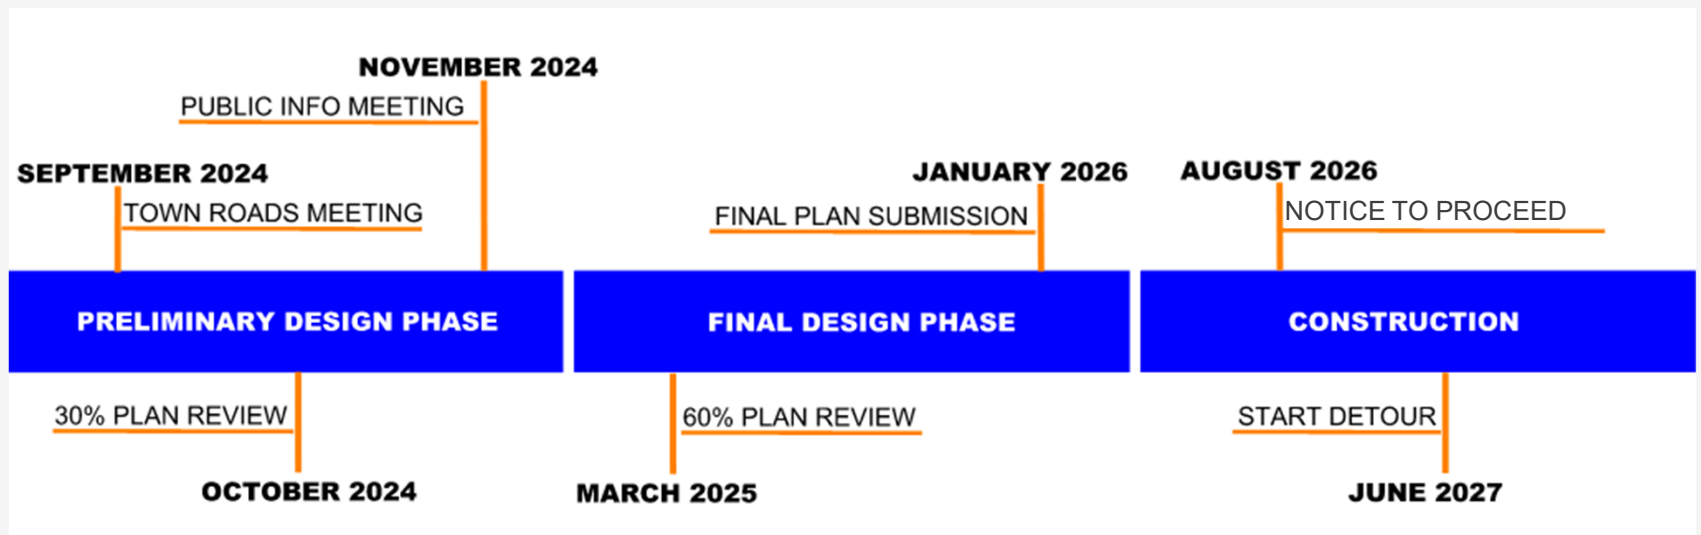 NOVEMBER 2024
PUBLIC INFO MEETING
SEPTEMBER 2024
TOWN ROADS MEETING
JANUARY 2026
FINAL PLAN SUBMISSION
AUGUST 2026
NOTICE TO PROCEED
PRELIMINARY DESIGN PHASE
FINAL DESIGN PHASE
CONSTRUCTION
30% PLAN REVIEW
OCTOBER 2024
60% PLAN REVIEW
MARCH 2025
START DETOUR
JUNE 2027